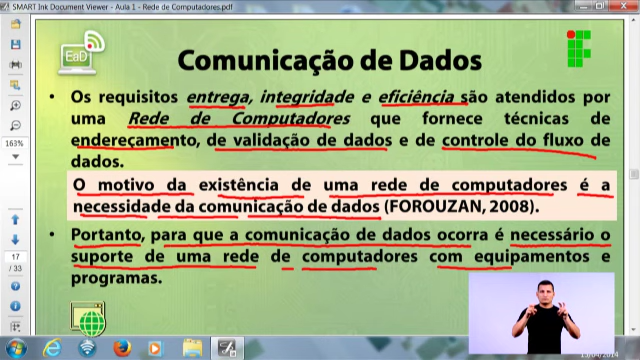 SMART Ink Document Viewer - Aula 1 - Rede de Computadores.pdf
EaD
Comunicação de Dados
• Os requisitos entrega, integridade e eficiência são atendidos por
uma Rede de Computadores que fornece técnicas de
endereçamento, de validação de dados e de controle do fluxo de
dados.
O motivo da existência de uma rede de computadores é a
necessidade da comunicação de dados (FOROUZAN, 2008).
• Portanto, para que a comunicação de dados ocorra é necessário o
suporte de uma rede de computadores com equipamentos e
programas.
163%
17
/ 33
15/04/2014